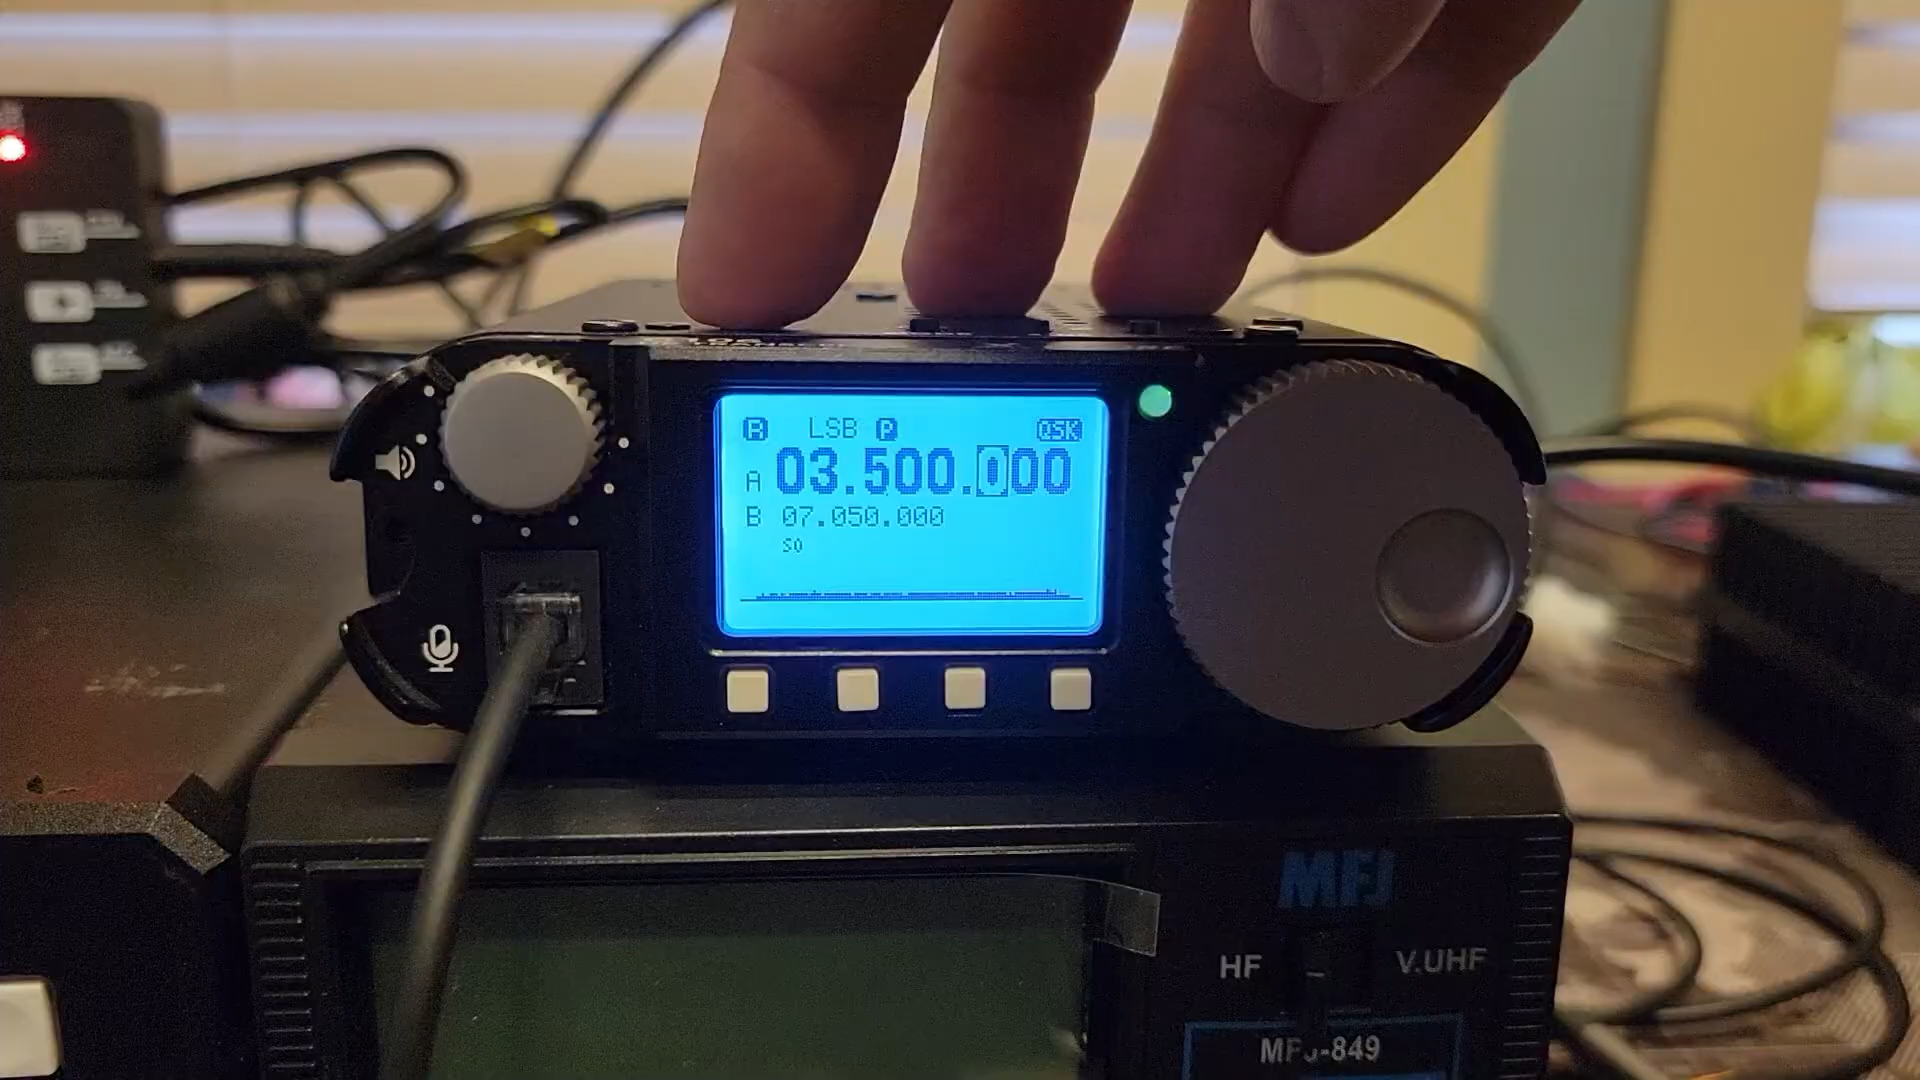 R LSB P QSK
A 03.500.000
B 07.050.000
S0
MFJ
HF V.UHF
MFJ-849